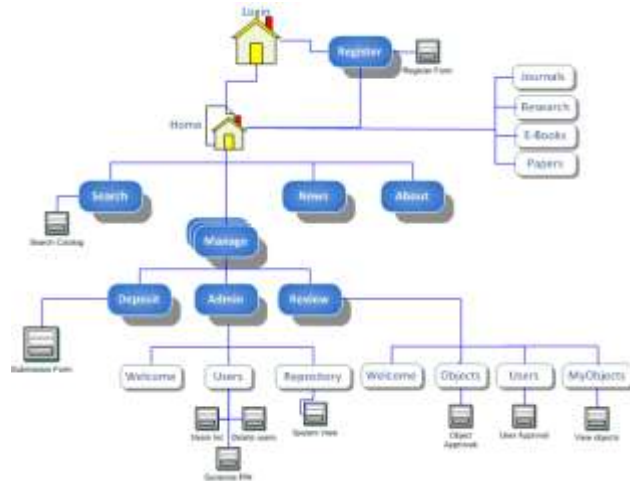 Login
Register
Register Form
Journals
Research
E-Books
Papers
Home
Search
News
About
Search Catalog
Manage
Deposit
Admin
Review
Submission Form
Welcome
Users
Repository
Welcome
Objects
Users
MyObjects
Delete users
System View
Object
Approval
User Approval
View objects